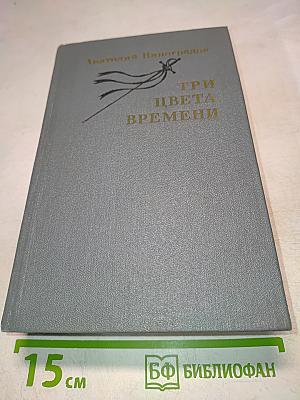 Анатолий Виноградов
ТРИ
ЦВЕТА
ВРЕМЕНИ
15 см
БФ БИБЛИОФАН